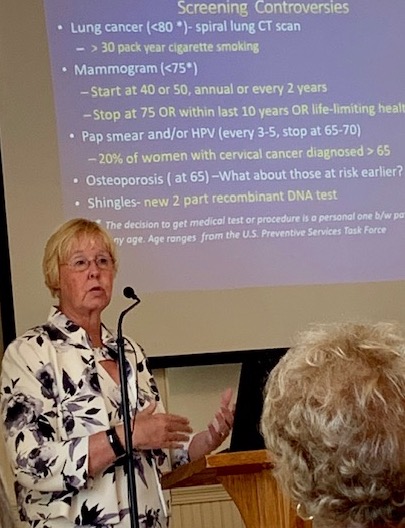 Screening Controversies
• Lung cancer (<80 *)- spiral lung CT scan
– > 30 pack year cigarette smoking
• Mammogram (<75*)
– Start at 40 or 50, annual or every 2 years
– Stop at 75 OR within last 10 years OR life-limiting healt
• Pap smear and/or HPV (every 3-5, stop at 65-70)
– 20% of women with cervical cancer diagnosed > 65
• Osteoporosis ( at 65) –What about those at risk earlier?
• Shingles- new 2 part recombinant DNA test
* The decision to get medical test or procedure is a personal one b/w pa
ny age. Age ranges from the U.S. Preventive Services Task Force